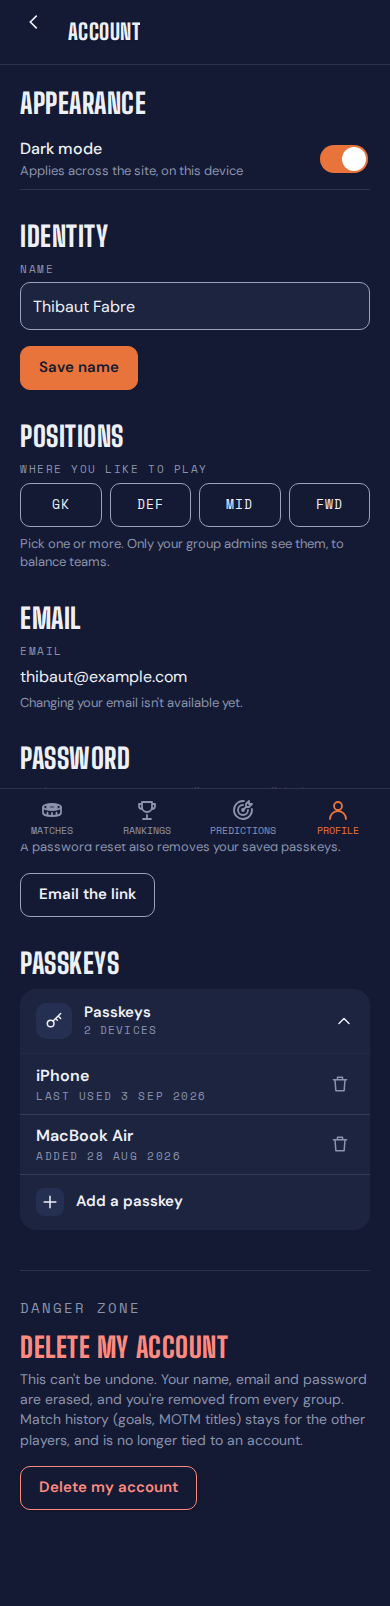 ACCOUNT
APPEARANCE
Dark mode
Applies across the site, on this device
IDENTITY
NAME
Thibaut Fabre
Save name
POSITIONS
WHERE YOU LIKE TO PLAY
GK DEF MID FWD
Pick one or more. Only your group admins see them, to
balance teams.
EMAIL
EMAIL
thibaut@example.com
Changing your email isn't available yet.
PASSWORD
MATCHES RANKINGS PREDICTIONS PROFILE
A password reset also removes your saved passkeys.
Email the link
PASSKEYS
Passkeys
2 DEVICES
iPhone
LAST USED 3 SEP 2026
MacBook Air
ADDED 28 AUG 2026
Add a passkey
DANGER ZONE
DELETE MY ACCOUNT
This can't be undone. Your name, email and password
are erased, and you're removed from every group.
Match history (goals, MOTM titles) stays for the other
players, and is no longer tied to an account.
Delete my account